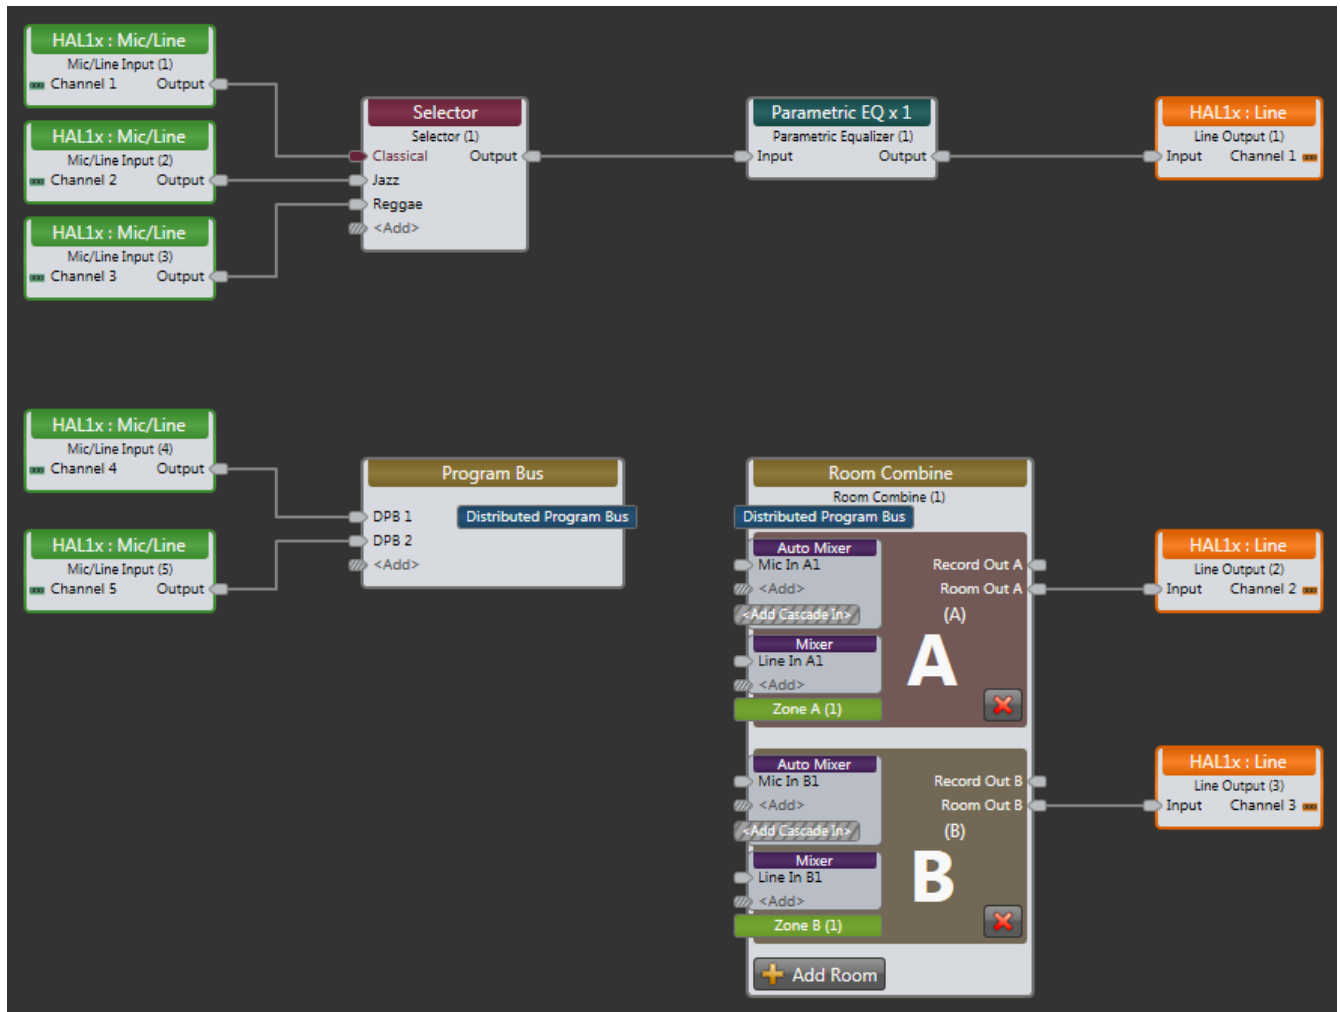 HAL1x : Mic/Line
Mic/Line Input (1)
Channel 1 Output
HAL1x : Mic/Line
Mic/Line Input (2)
Channel 2 Output
HAL1x : Mic/Line
Mic/Line Input (3)
Channel 3 Output
Selector
Selector (1)
Classical Output
Jazz
Reggae
<Add>
Parametric EQ x 1
Parametric Equalizer (1)
Input Output
HAL1x : Line
Line Output (1)
Input Channel 1
HAL1x : Mic/Line
Mic/Line Input (4)
Channel 4 Output
HAL1x : Mic/Line
Mic/Line Input (5)
Channel 5 Output
Program Bus
DPB 1 Distributed Program Bus
DPB 2
<Add>
Room Combine
Room Combine (1)
Distributed Program Bus
Auto Mixer
Mic In A1 Record Out A
<Add> Room Out A
<Add Cascade In> (A)
Mixer
Line In A1
A
<Add>
Zone A (1)
Auto Mixer
Mic In B1 Record Out B
<Add> Room Out B
<Add Cascade In> (B)
Mixer
Line In B1
B
<Add>
Zone B (1)
Add Room
HAL1x : Line
Line Output (2)
Input Channel 2
HAL1x : Line
Line Output (3)
Input Channel 3